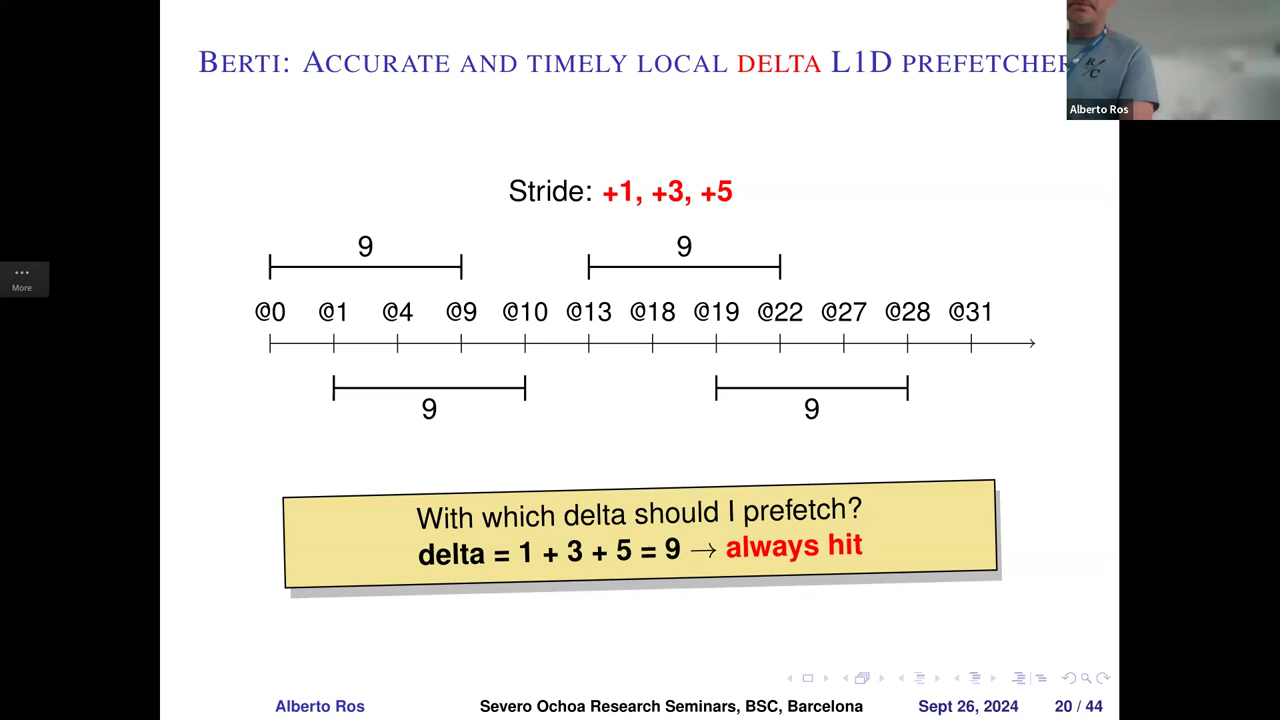 BERTI: ACCURATE AND TIMELY LOCAL DELTA L1D PREFETCHER
R/C
Alberto Ros
Stride: +1, +3, +5
9 9
@0 @1 @4 @9 @10 @13 @18 @19 @22 @27 @28 @31
9 9
••• More
With which delta should I prefetch?
delta = 1 + 3 + 5 = 9 → always hit
Alberto Ros Severo Ochoa Research Seminars, BSC, Barcelona Sept 26, 2024 20 / 44